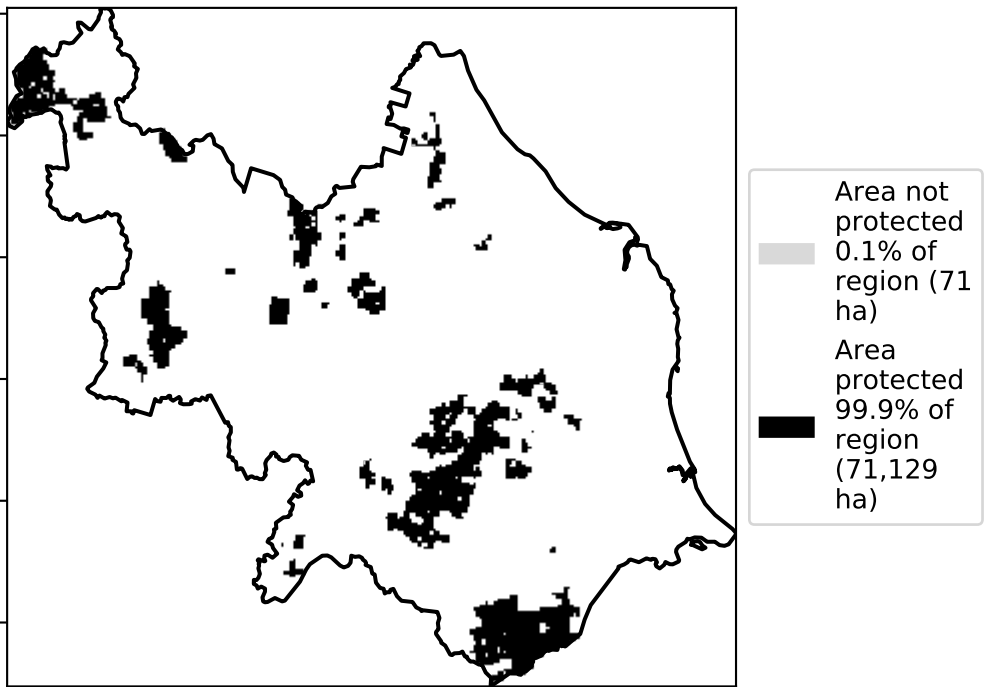 Area not
protected
0.1% of
region (71
ha)
Area
protected
99.9% of
region
(71,129
ha)